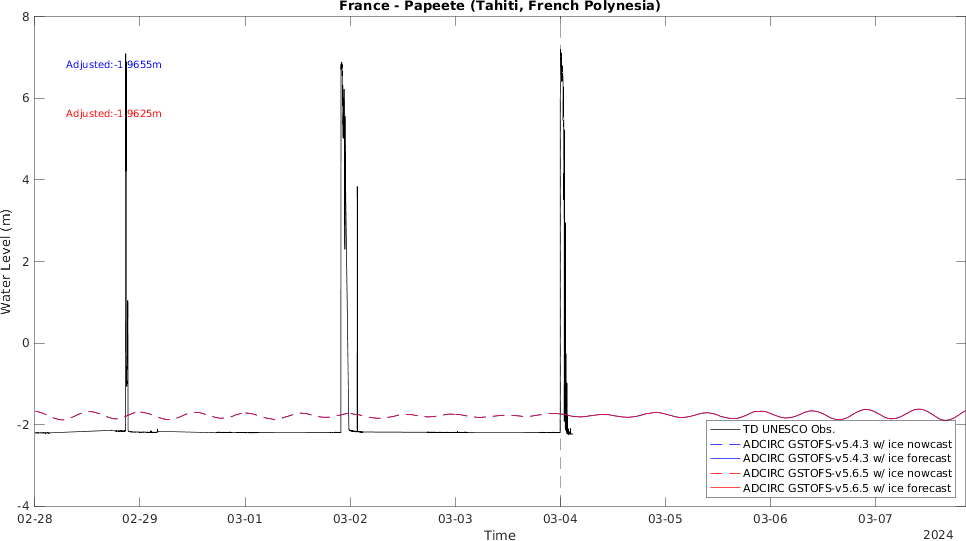 France - Papeete (Tahiti, French Polynesia)
8
6
4
2
0
-2
-4
Water Level (m)
Adjusted:-1.9655m
Adjusted:-1.9625m
TD UNESCO Obs.
ADCIRC GSTOFS-v5.4.3 w/ ice nowcast
ADCIRC GSTOFS-v5.4.3 w/ ice forecast
ADCIRC GSTOFS-v5.6.5 w/ ice nowcast
ADCIRC GSTOFS-v5.6.5 w/ ice forecast
02-28 02-29 03-01 03-02 03-03 03-04 03-05 03-06 03-07
Time
2024